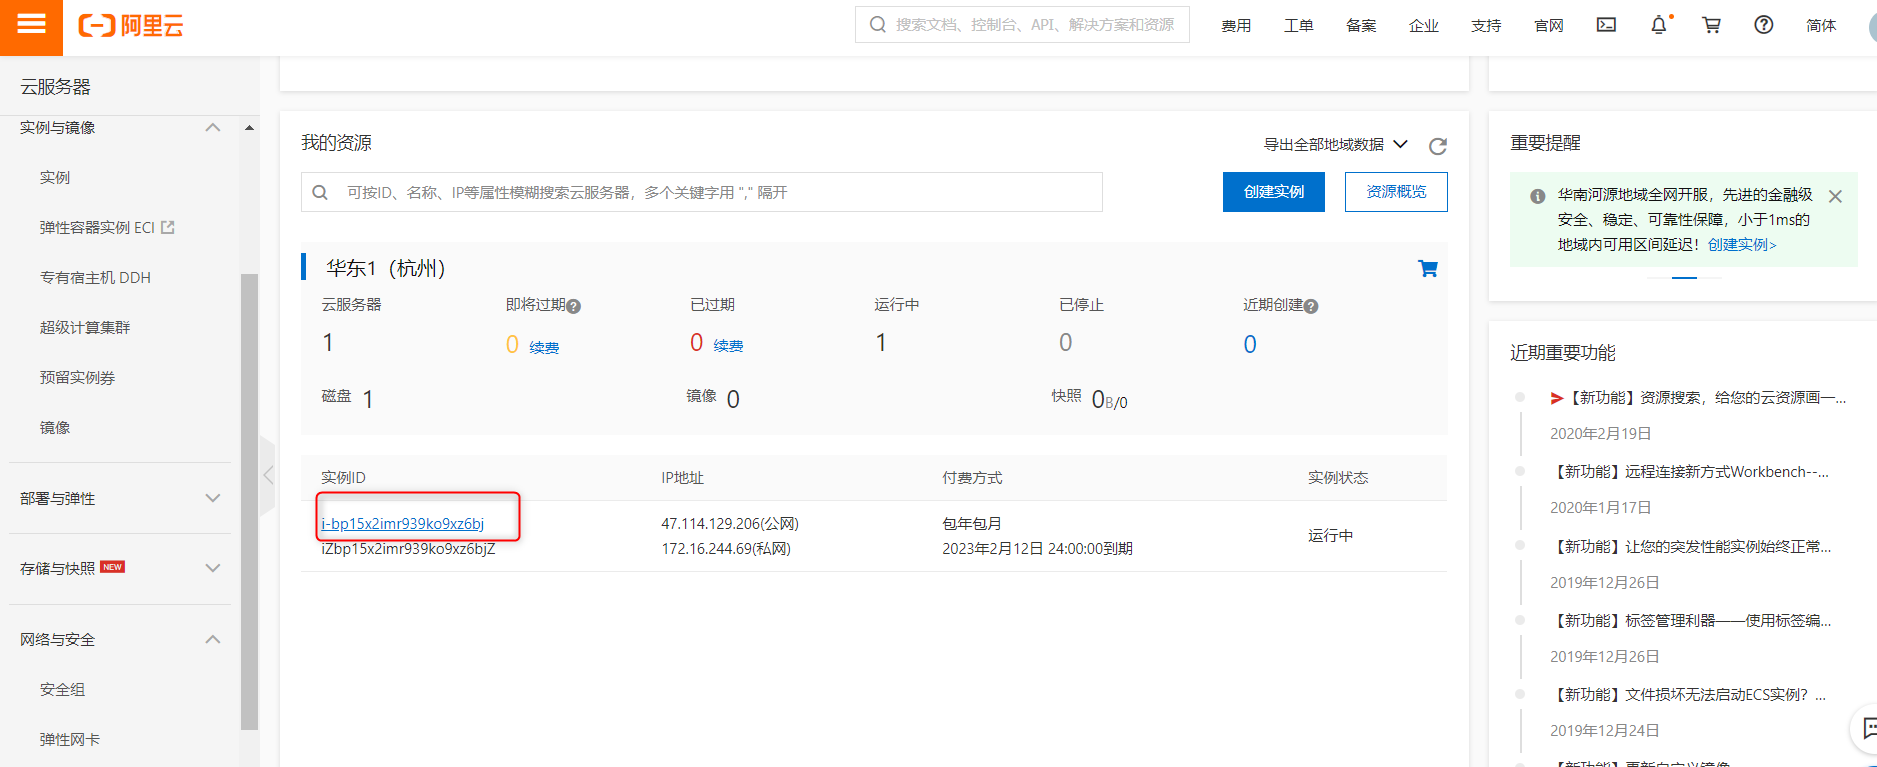 阿里云
搜索文档、控制台、API、解决方案和资源
费用
工单
备案
企业
支持
官网
简体
云服务器
实例与镜像
实例
弹性容器实例 ECI
专有宿主机 DDH
超级计算集群
预留实例券
镜像
部署与弹性
存储与快照 NEW
网络与安全
安全组
弹性网卡
我的资源
导出全部地域数据
可按ID、名称、IP等属性模糊搜索云服务器，多个关键字用 "," 隔开
创建实例
资源概览
华东1（杭州）
云服务器 即将过期 已过期 运行中 已停止 近期创建
1 0 续费 0 续费 1 0 0
磁盘 1 镜像 0 快照 0B/0
实例ID IP地址 付费方式 实例状态
i-bp15x2imr939ko9xz6bj 47.114.129.206(公网) 包年包月
iZbp15x2imr939ko9xz6bjZ 172.16.244.69(私网) 2023年2月12日 24:00:00到期
运行中
重要提醒
华南河源地域全网开服，先进的金融级
安全、稳定、可靠性保障，小于1ms的
地域内可用区间延迟！创建实例>
近期重要功能
【新功能】资源搜索，给您的云资源画一...
2020年2月19日
【新功能】远程连接新方式Workbench--...
2020年1月17日
【新功能】让您的突发性能实例始终正常...
2019年12月26日
【新功能】标签管理利器——使用标签编...
2019年12月26日
【新功能】文件损坏无法启动ECS实例？...
2019年12月24日